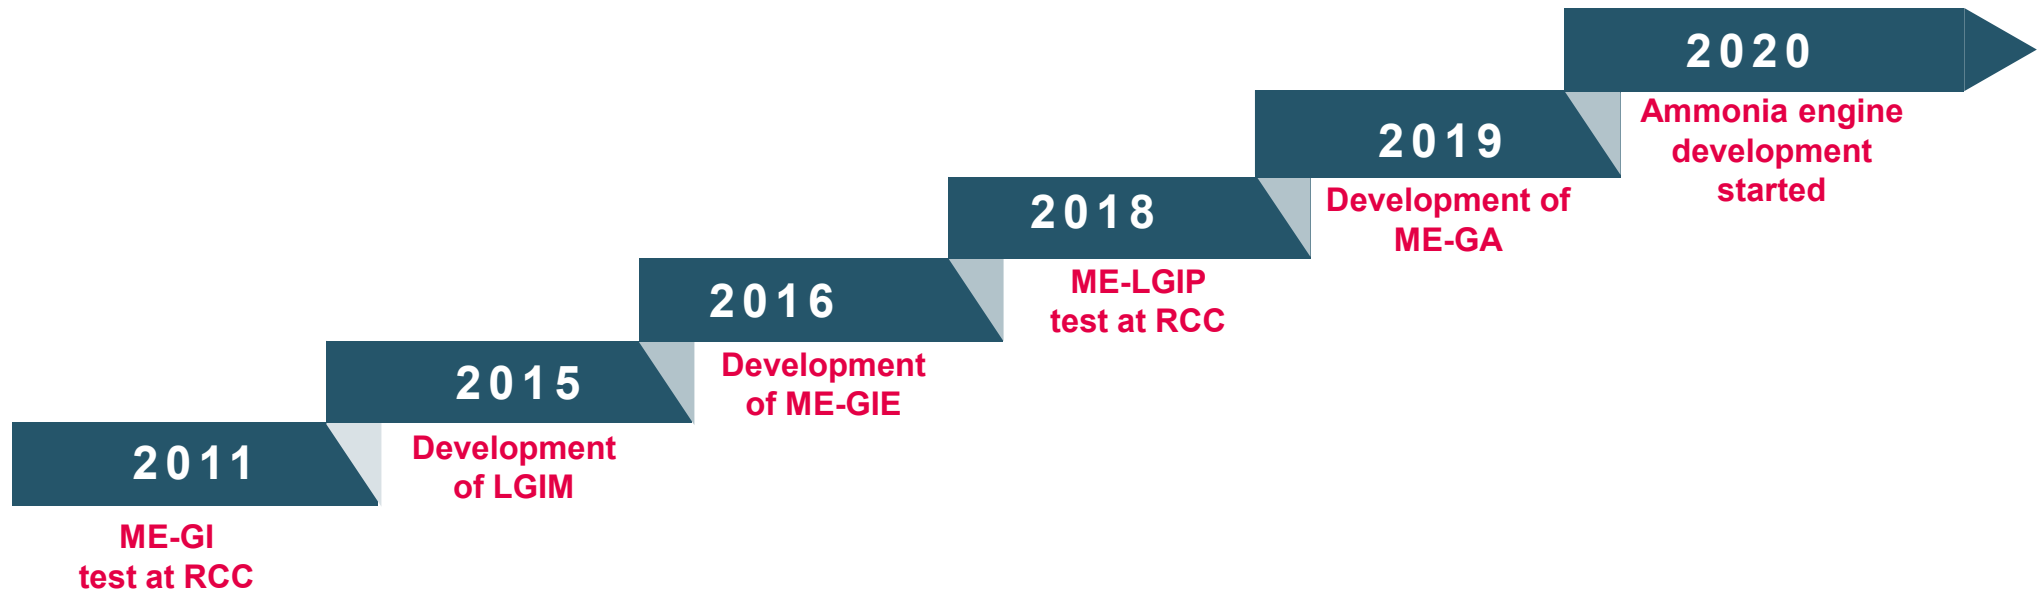 2011
ME-GI
test at RCC
2015
Development
of LGIM
2016
Development
of ME-GIE
2018
ME-LGIP
test at RCC
2019
Development of
ME-GA
2020
Ammonia engine
development
started